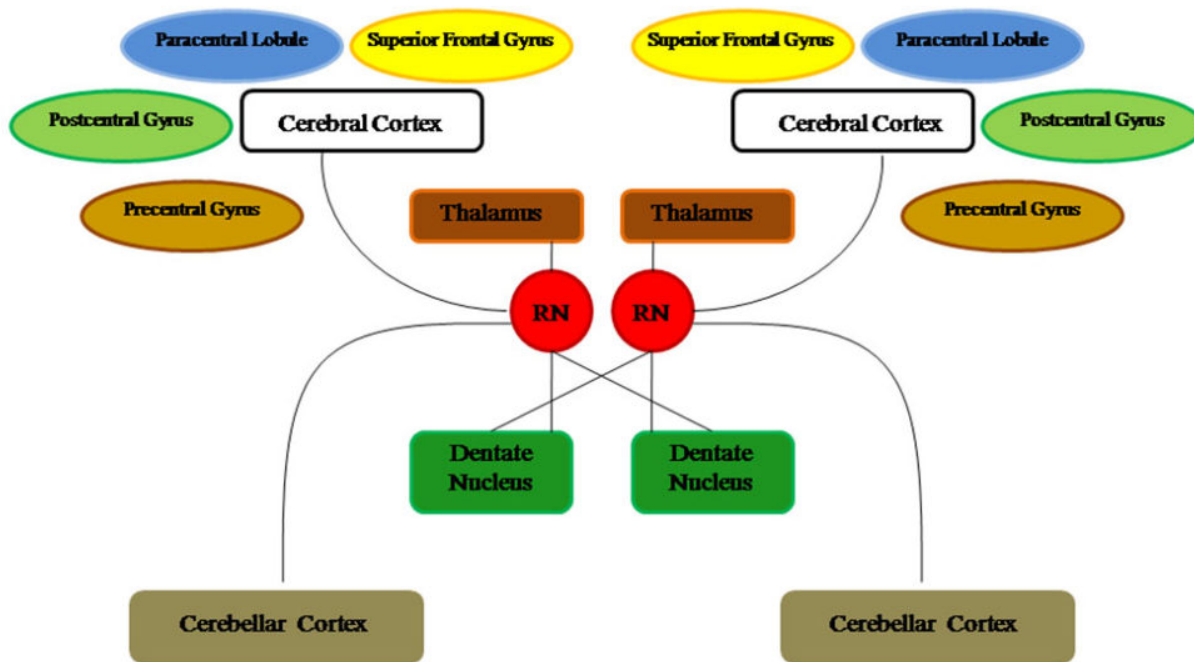 Paracentral Lobule
Superior Frontal Gyrus
Superior Frontal Gyrus
Paracentral Lobule
Postcentral Gyrus
Cerebral Cortex
Cerebral Cortex
Postcentral Gyrus
Precentral Gyrus
Thalamus
Thalamus
Precentral Gyrus
RN
RN
Dentate
Nucleus
Dentate
Nucleus
Cerebellar Cortex
Cerebellar Cortex